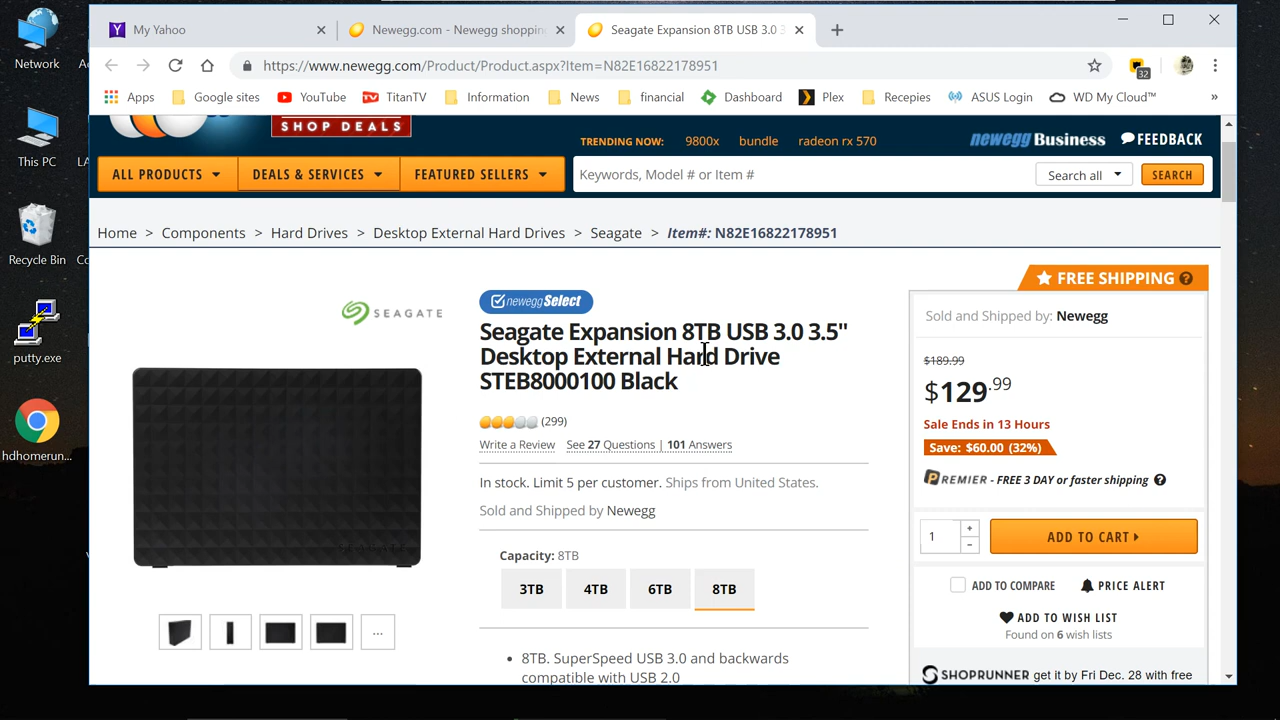 My Yahoo
Newegg.com - Newegg shoppin
Seagate Expansion 8TB USB 3.0 3
https://www.newegg.com/Product/Product.aspx?Item=N82E16822178951
32
Apps
Google sites
YouTube
TitanTV
Information
News
financial
Dashboard
Plex
Recepies
ASUS Login
WD My Cloud™
»
Network
This PC
Recycle Bin
putty.exe
hdhomerun...
SHOP DEALS
TRENDING NOW: 9800x bundle radeon rx 570
newegg Business
FEEDBACK
ALL PRODUCTS
DEALS & SERVICES
FEATURED SELLERS
Keywords, Model # or Item #
Search all
SEARCH
Home > Components > Hard Drives > Desktop External Hard Drives > Seagate > Item#: N82E16822178951
SEAGATE
newegg Select
Seagate Expansion 8TB USB 3.0 3.5"
Desktop External Hard Drive
STEB8000100 Black
(299)
Write a Review See 27 Questions | 101 Answers
In stock. Limit 5 per customer. Ships from United States.
Sold and Shipped by Newegg
Capacity: 8TB
3TB
4TB
6TB
8TB
• 8TB. SuperSpeed USB 3.0 and backwards
compatible with USB 2.0
...
FREE SHIPPING ?
Sold and Shipped by: Newegg
$189.99
$129.99
Sale Ends in 13 Hours
Save: $60.00 (32%)
PREMIER - FREE 3 DAY or faster shipping ?
1
+
-
ADD TO CART
ADD TO COMPARE
PRICE ALERT
ADD TO WISH LIST
Found on 6 wish lists
SHOPRUNNER get it by Fri Dec. 28 with free